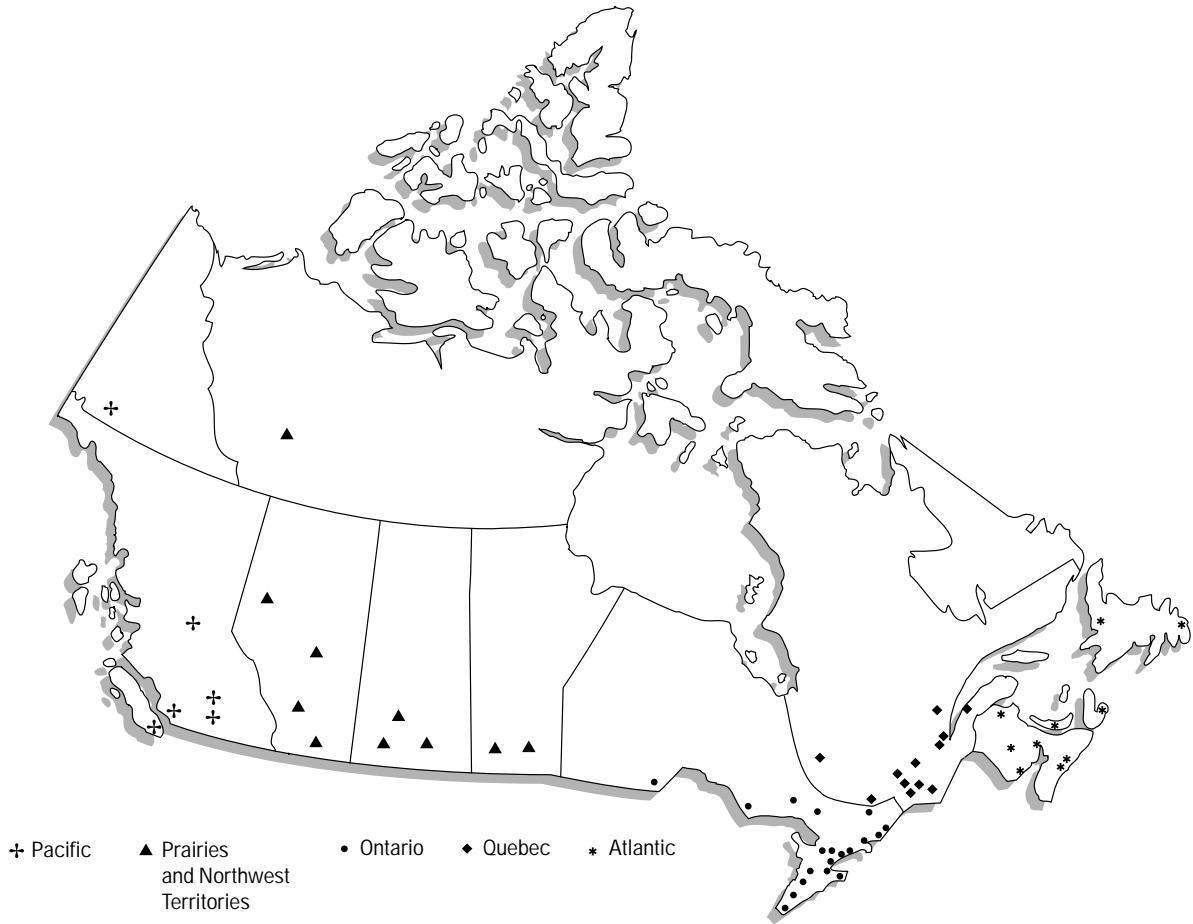 Pacific
Prairies
and Northwest
Territories
Ontario
Quebec
Atlantic